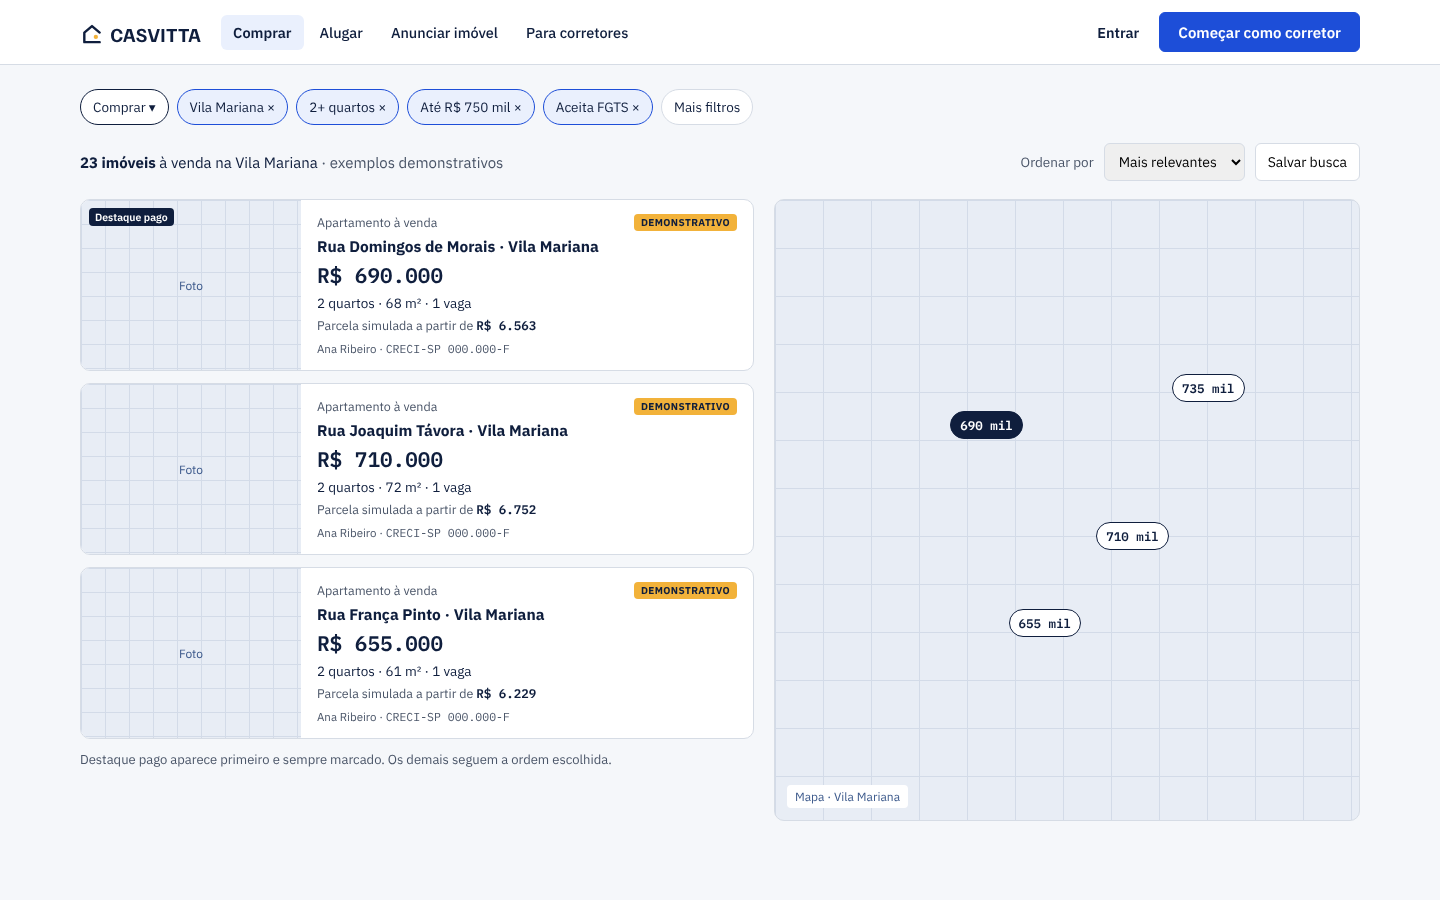 CASVITTA
Comprar
Alugar
Anunciar imóvel
Para corretores
Entrar
Começar como corretor
Comprar ▾
Vila Mariana ×
2+ quartos ×
Até R$ 750 mil ×
Aceita FGTS ×
Mais filtros
23 imóveis à venda na Vila Mariana · exemplos demonstrativos
Ordenar por
Mais relevantes
Salvar busca
Destaque pago
Foto
Apartamento à venda
DEMONSTRATIVO
Rua Domingos de Morais · Vila Mariana
R$ 690.000
2 quartos · 68 m² · 1 vaga
Parcela simulada a partir de R$ 6.563
Ana Ribeiro · CRECI-SP 000.000-F
Foto
Apartamento à venda
DEMONSTRATIVO
Rua Joaquim Távora · Vila Mariana
R$ 710.000
2 quartos · 72 m² · 1 vaga
Parcela simulada a partir de R$ 6.752
Ana Ribeiro · CRECI-SP 000.000-F
Foto
Apartamento à venda
DEMONSTRATIVO
Rua França Pinto · Vila Mariana
R$ 655.000
2 quartos · 61 m² · 1 vaga
Parcela simulada a partir de R$ 6.229
Ana Ribeiro · CRECI-SP 000.000-F
Destaque pago aparece primeiro e sempre marcado. Os demais seguem a ordem escolhida.
735 mil
690 mil
710 mil
655 mil
Mapa · Vila Mariana